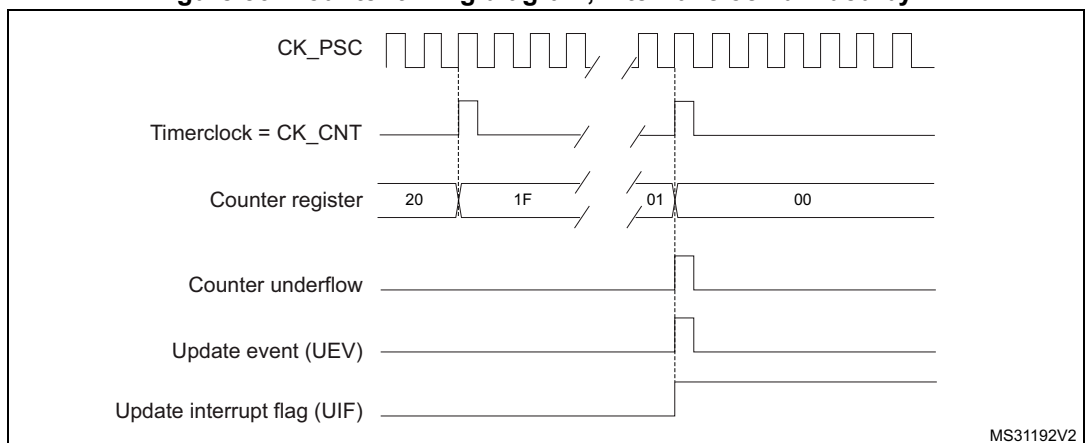 CK_PSC
Timerclock = CK_CNT
Counter register
20
1F
01
00
Counter underflow
Update event (UEV)
Update interrupt flag (UIF)
MS31192V2